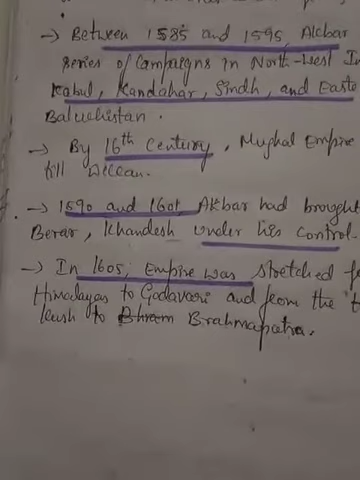 → Between 1585 and 1595, Akbar
series of Campaigns in North-West In
Kabul, Kandahar, Sindh, and Easte
Baluchistan.
→ By 16th Century, Mughal Empire
till Deccan.
→ 1590 and 1601, Akbar had brought
Berar, Khandesh under his control.
→ In 1605, Empire was stretched f
Himalayas to Godavari and from the
kush to Brahmaputra.